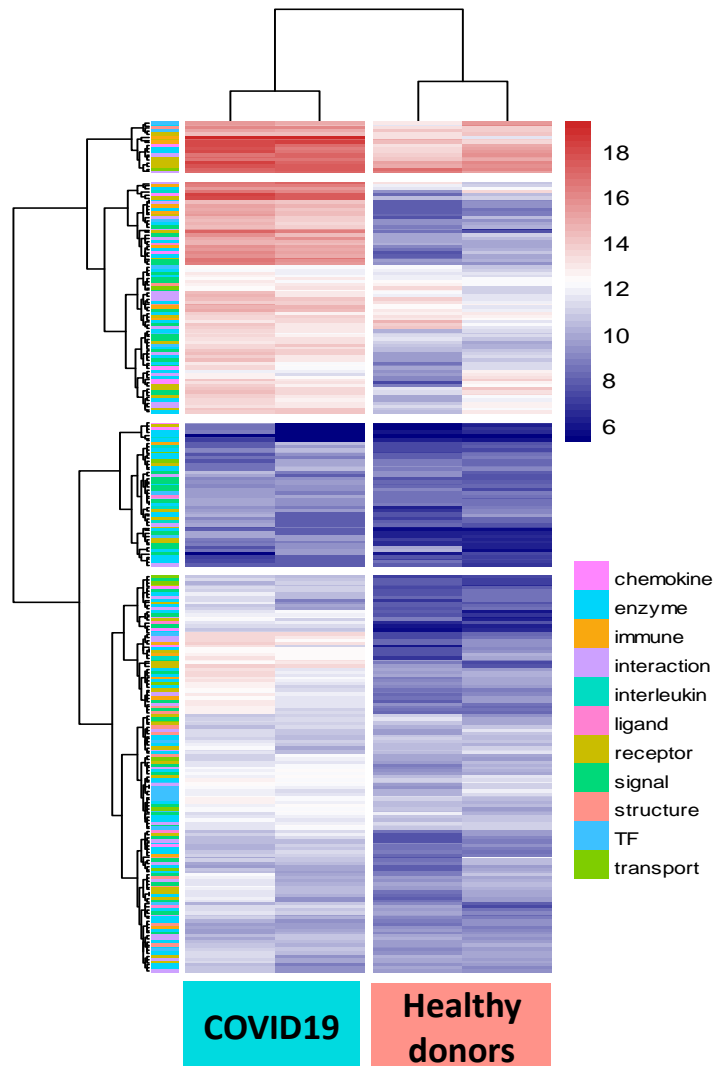 18
16
14
12
10
8
6
chemokine
enzyme
immune
interaction
interleukin
ligand
receptor
signal
structure
TF
transport
COVID19
Healthy
donors